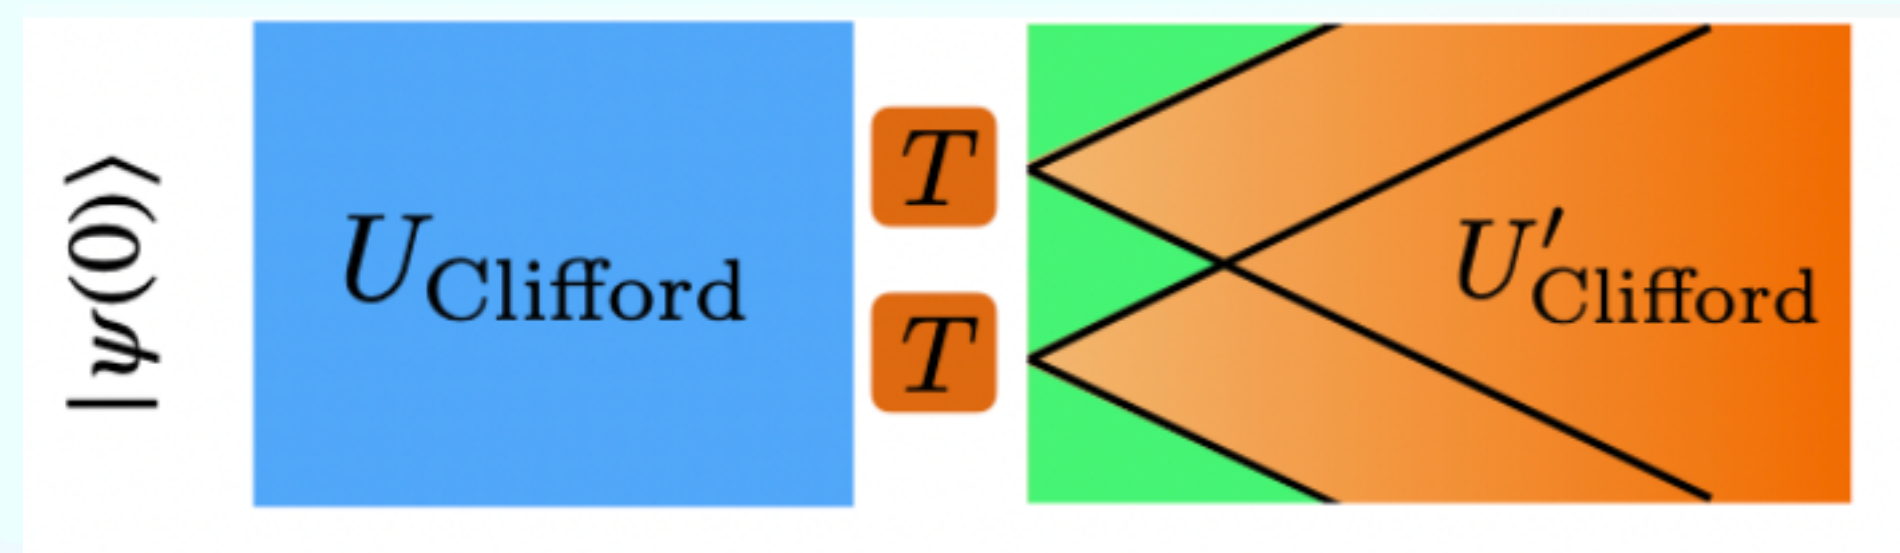 |ψ(0)⟩
U_Clifford
T
T
U′_Clifford